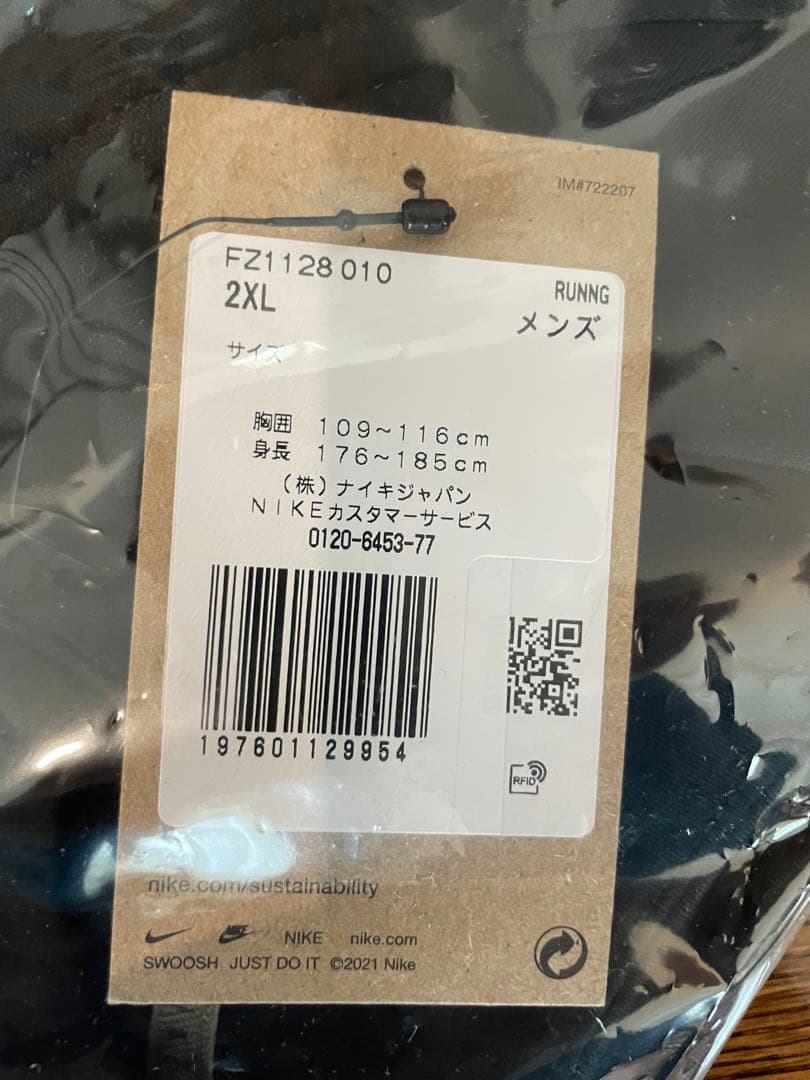 IM#722207
FZ1128 010
RUNNG
2XL
メンズ
サイズ
胸囲 109~116cm
身長 176~185cm
(株)ナイキジャパン
NIKEカスタマーサービス
0120-6453-77
197601129954
RFID
nike.com/sustainability
NIKE nike.com
SWOOSH JUST DO IT ©2021 Nike